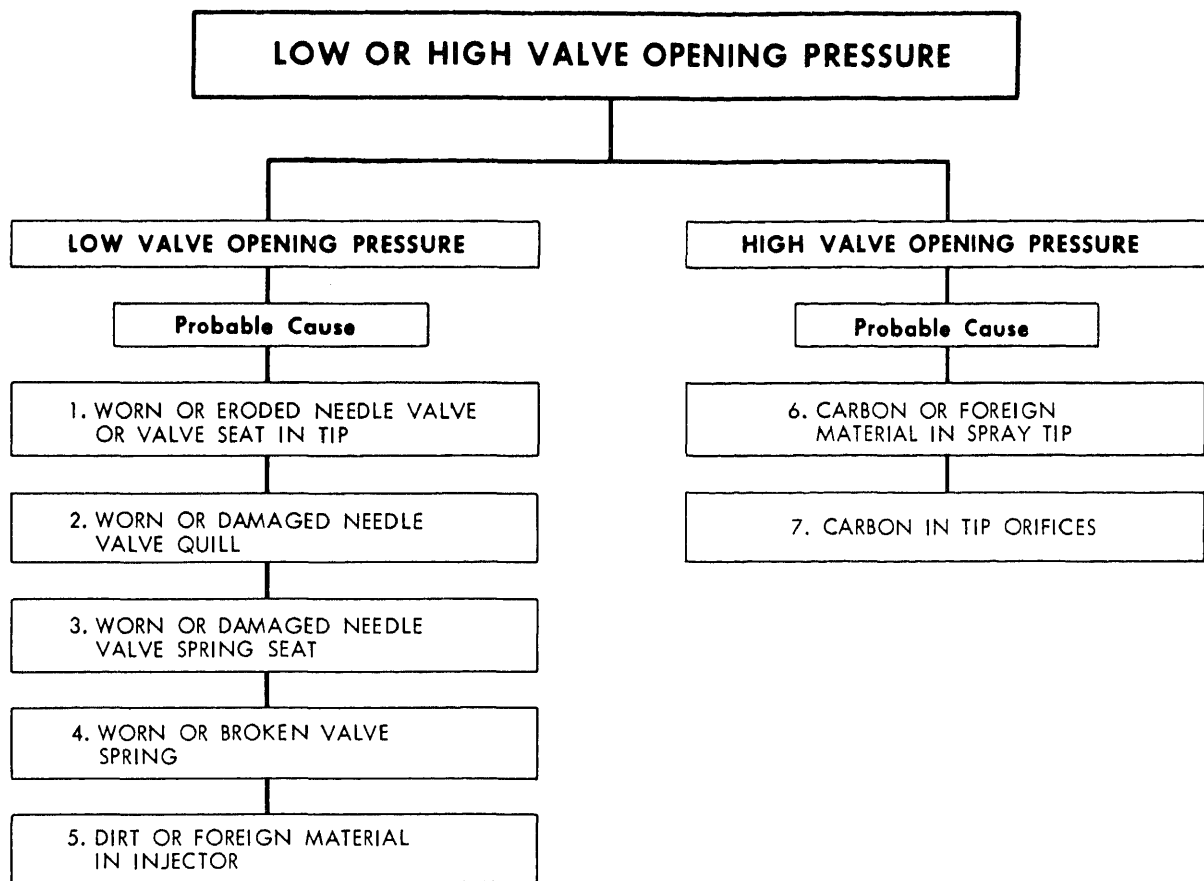 LOW OR HIGH VALVE OPENING PRESSURE
LOW VALVE OPENING PRESSURE
Probable Cause
1. WORN OR ERODED NEEDLE VALVE
OR VALVE SEAT IN TIP
2. WORN OR DAMAGED NEEDLE
VALVE QUILL
3. WORN OR DAMAGED NEEDLE
VALVE SPRING SEAT
4. WORN OR BROKEN VALVE
SPRING
5. DIRT OR FOREIGN MATERIAL
IN INJECTOR
HIGH VALVE OPENING PRESSURE
Probable Cause
6. CARBON OR FOREIGN
MATERIAL IN SPRAY TIP
7. CARBON IN TIP ORIFICES